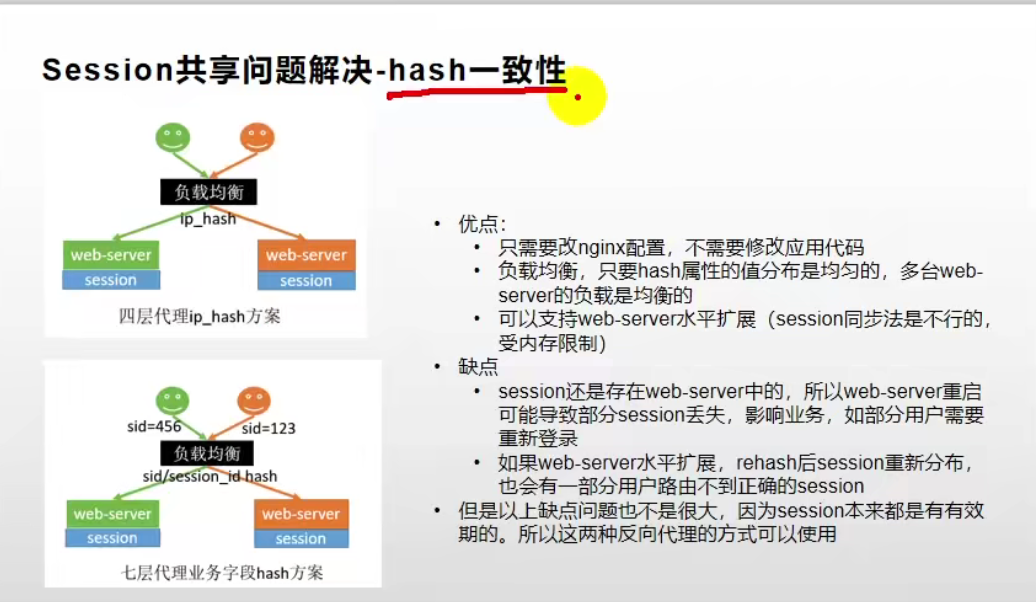 Session共享问题解决-hash一致性
负载均衡
ip_hash
web-server
web-server
session
session
四层代理ip_hash方案
sid=456
sid=123
负载均衡
sid/session_id hash
web-server
web-server
session
session
七层代理业务字段hash方案
• 优点:
• 只需要改nginx配置，不需要修改应用代码
• 负载均衡，只要hash属性的值分布是均匀的，多台web-
server的负载是均衡的
• 可以支持web-server水平扩展（session同步法是不行的，
受内存限制）
• 缺点
• session还是存在web-server中的，所以web-server重启
可能导致部分session丢失，影响业务，如部分用户需要
重新登录
• 如果web-server水平扩展，rehash后session重新分布，
也会有一部分用户路由不到正确的session
• 但是以上缺点问题也不是很大，因为session本来都是有有效
期的。所以这两种反向代理的方式可以使用